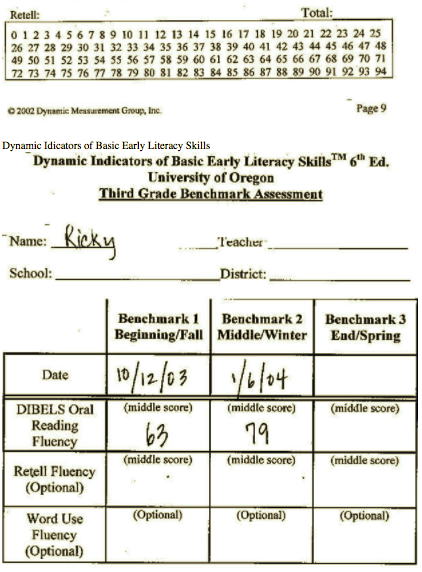 Retell: Total:
0 1 2 3 4 5 6 7 8 9 10 11 12 13 14 15 16 17 18 19 20 21 22 23 24 25
26 27 28 29 30 31 32 33 34 35 36 37 38 39 40 41 42 43 44 45 46 47 48
49 50 51 52 53 54 55 56 57 58 59 60 61 62 63 64 65 66 67 68 69 70 71
72 73 74 75 76 77 78 79 80 81 82 83 84 85 86 87 88 89 90 91 92 93 94
© 2002 Dynamic Measurement Group, Inc. Page 9
Dynamic Idicators of Basic Early Literacy Skills
Dynamic Indicators of Basic Early Literacy Skills™ 6th Ed.
University of Oregon
Third Grade Benchmark Assessment
Name: Ricky Teacher
School: District:
Benchmark 1 Benchmark 2 Benchmark 3
Beginning/Fall Middle/Winter End/Spring
Date 10/12/03 1/6/04
DIBELS Oral (middle score) (middle score) (middle score)
Reading 63 79
Fluency
Retell Fluency (middle score) (middle score) (middle score)
(Optional)
Word Use (Optional) (Optional) (Optional)
Fluency
(Optional)